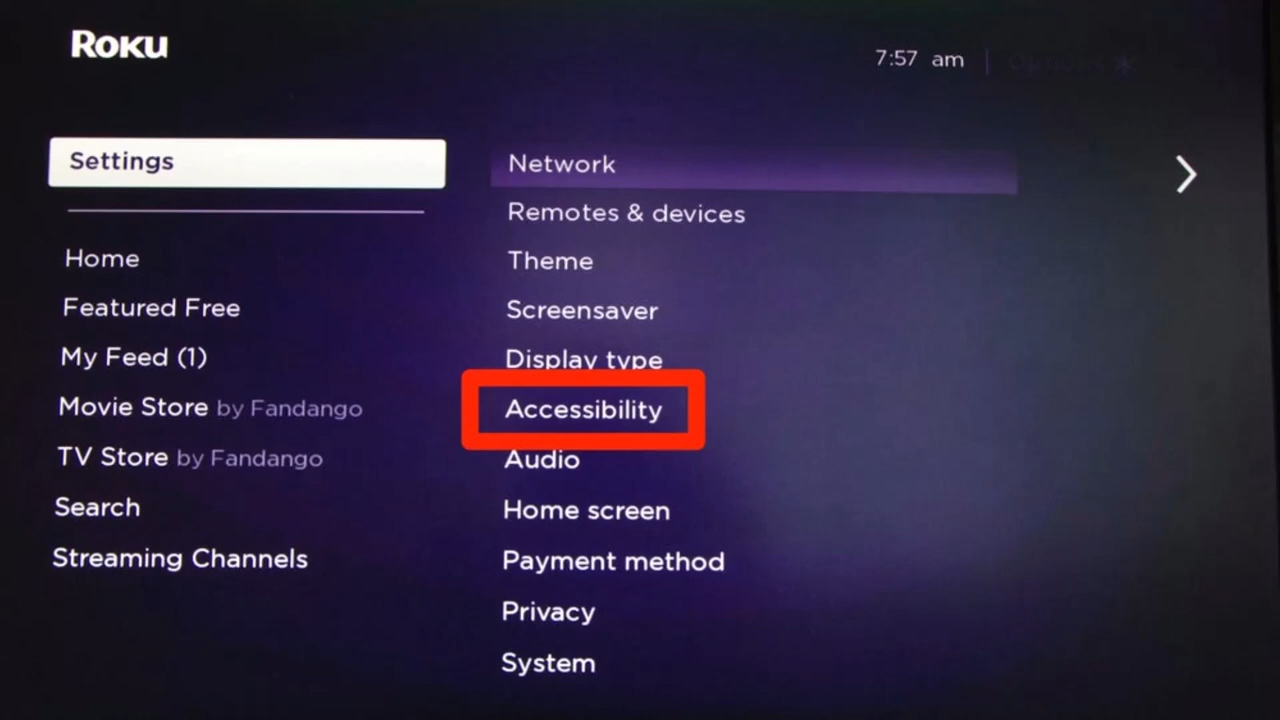 Roku
7:57 am |
Settings
Home
Featured Free
My Feed (1)
Movie Store by Fandango
TV Store by Fandango
Search
Streaming Channels
Network
Remotes & devices
Theme
Screensaver
Display type
Accessibility
Audio
Home screen
Payment method
Privacy
System